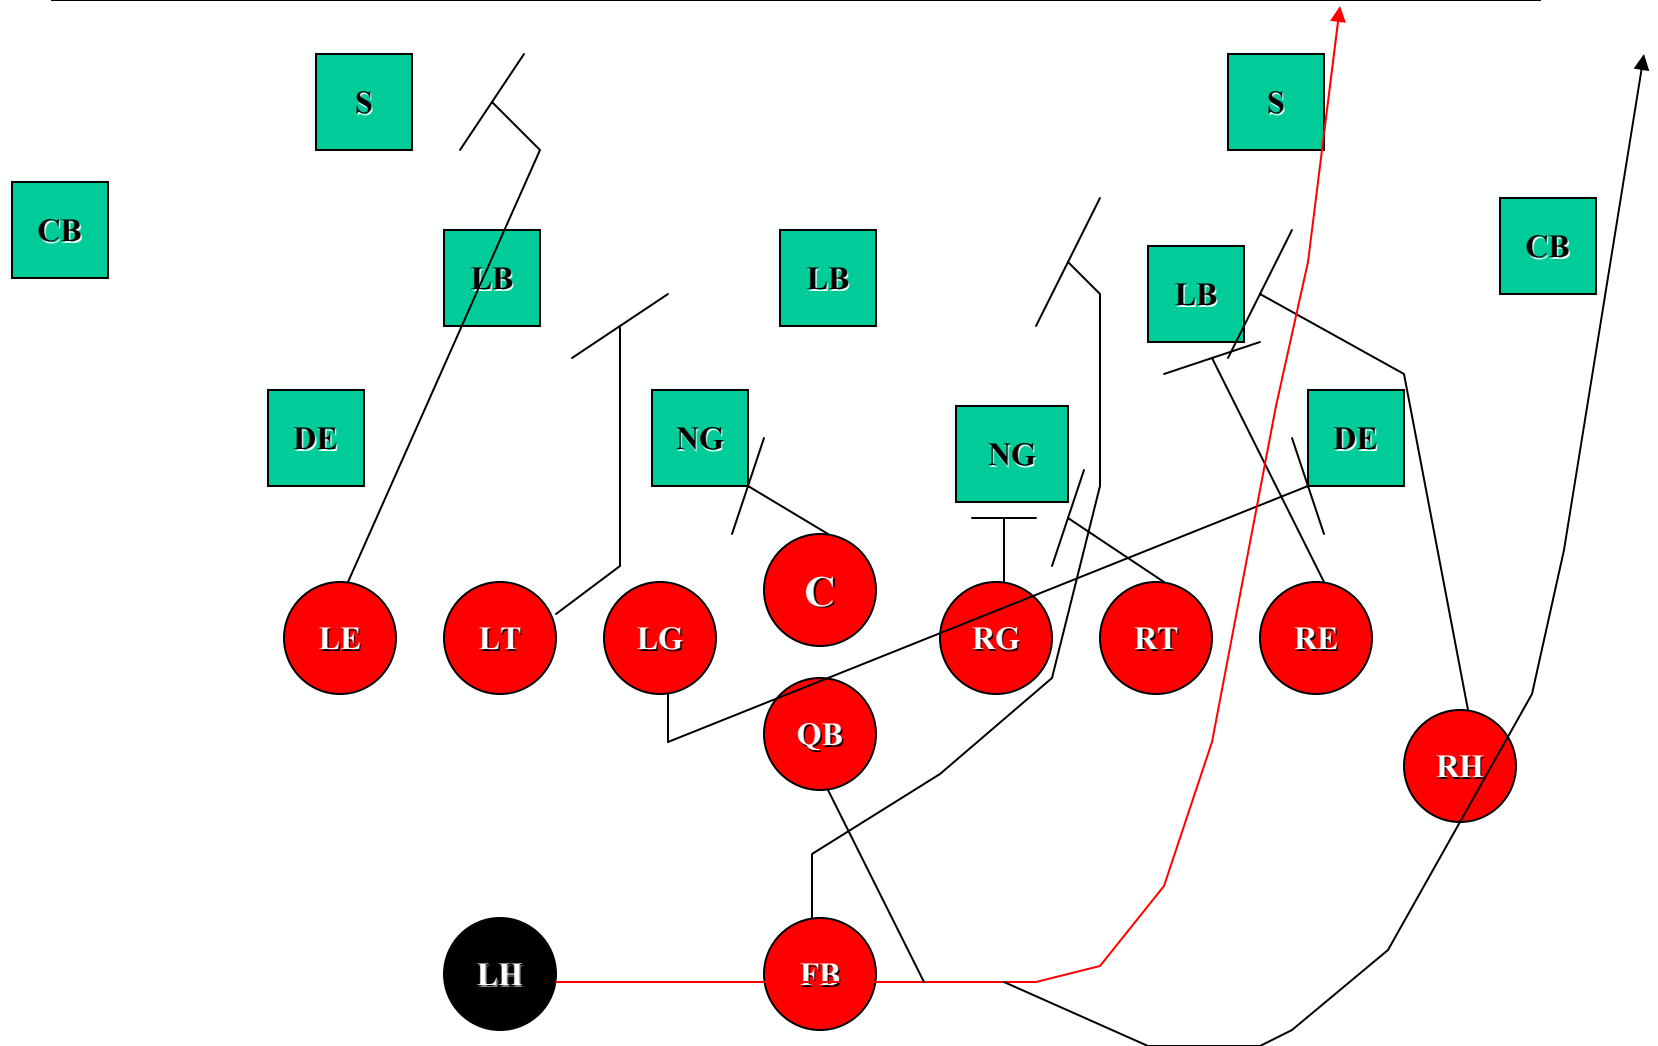 S
S
CB
CB
LB
LB
LB
DE
NG
NG
DE
C
LE
LT
LG
RG
RT
RE
QB
RH
LH
FB